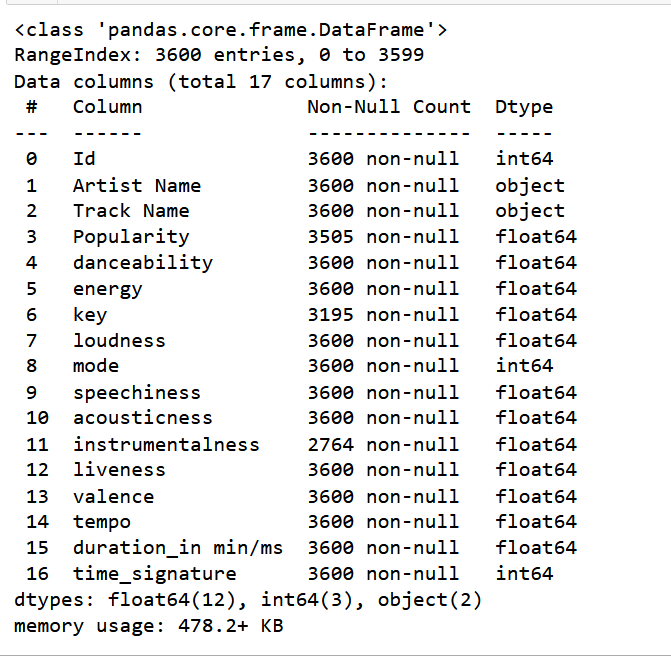 <class 'pandas.core.frame.DataFrame'>
RangeIndex: 3600 entries, 0 to 3599
Data columns (total 17 columns):
 #   Column              Non-Null Count  Dtype
---  ------              --------------  -----
 0   Id                  3600 non-null   int64
 1   Artist Name         3600 non-null   object
 2   Track Name          3600 non-null   object
 3   Popularity          3505 non-null   float64
 4   danceability        3600 non-null   float64
 5   energy              3600 non-null   float64
 6   key                 3195 non-null   float64
 7   loudness            3600 non-null   float64
 8   mode                3600 non-null   int64
 9   speechiness         3600 non-null   float64
 10  acousticness        3600 non-null   float64
 11  instrumentalness    2764 non-null   float64
 12  liveness            3600 non-null   float64
 13  valence             3600 non-null   float64
 14  tempo               3600 non-null   float64
 15  duration_in min/ms  3600 non-null   float64
 16  time_signature      3600 non-null   int64
dtypes: float64(12), int64(3), object(2)
memory usage: 478.2+ KB